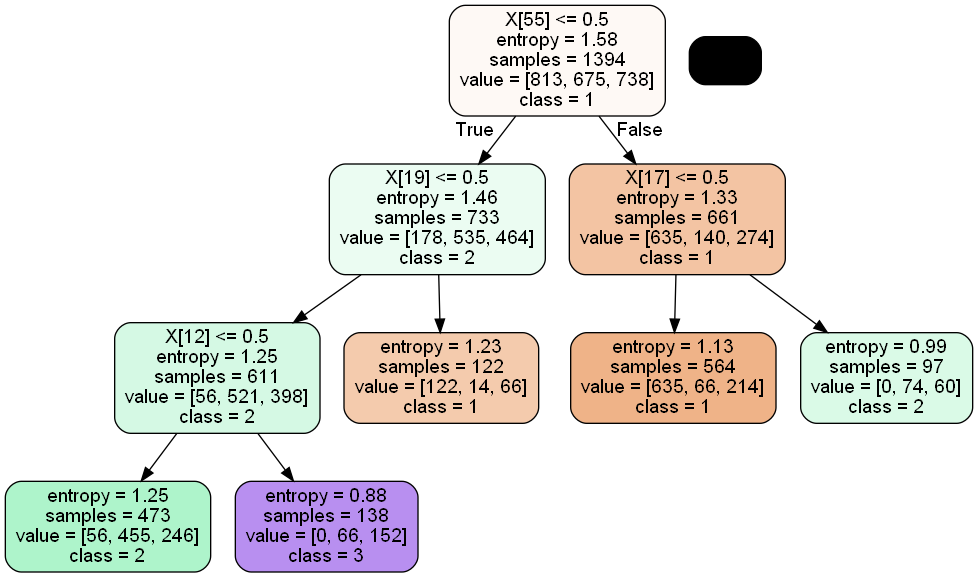 X[55] <= 0.5
entropy = 1.58
samples = 1394
value = [813, 675, 738]
class = 1
True
False
X[19] <= 0.5
entropy = 1.46
samples = 733
value = [178, 535, 464]
class = 2
X[17] <= 0.5
entropy = 1.33
samples = 661
value = [635, 140, 274]
class = 1
X[12] <= 0.5
entropy = 1.25
samples = 611
value = [56, 521, 398]
class = 2
entropy = 1.23
samples = 122
value = [122, 14, 66]
class = 1
entropy = 1.13
samples = 564
value = [635, 66, 214]
class = 1
entropy = 0.99
samples = 97
value = [0, 74, 60]
class = 2
entropy = 1.25
samples = 473
value = [56, 455, 246]
class = 2
entropy = 0.88
samples = 138
value = [0, 66, 152]
class = 3